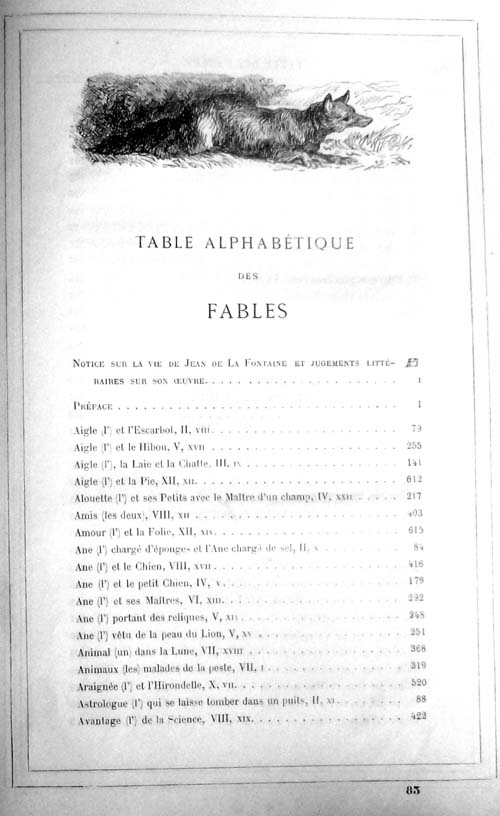 TABLE ALPHABÉTIQUE
DES
FABLES
NOTICE SUR LA VIE DE JEAN DE LA FONTAINE ET JUGEMENTS LITTÉ-
RAIRES SUR SON ŒUVRE. . . . . . . . . . . . . . . . . . 1
PRÉFACE . . . . . . . . . . . . . . . . . . . . . . . . 1
Aigle (l') et l'Escarbot, II, VIII. . . . . . . . . . . . . . . 79
Aigle (l') et le Hibou, V, XVII . . . . . . . . . . . . . . . 255
Aigle (l'), la Laie et la Chatte, III, IX . . . . . . . . . . . . 141
Aigle (l') et la Pie, XII, XII. . . . . . . . . . . . . . . . . 612
Alouette (l') et ses Petits avec le Maître d'un champ, IV, XXII . . . . . 217
Amis (les deux), VIII, XII . . . . . . . . . . . . . . . . . 403
Amour (l') et la Folie, XII, XIV. . . . . . . . . . . . . . . 615
Ane (l') chargé d'éponges et l'Ane chargé de sel, II, X . . . . . . . 84
Ane (l') et le Chien, VIII, XVII . . . . . . . . . . . . . . . 416
Ane (l') et le petit Chien, IV, V. . . . . . . . . . . . . . . 179
Ane (l') et ses Maîtres, VI, XIII. . . . . . . . . . . . . . . 292
Ane (l') portant des reliques, V, XIV . . . . . . . . . . . . . 248
Ane (l') vêtu de la peau du Lion, V, XV . . . . . . . . . . . . 251
Animal (un) dans la Lune, VII, XVIII . . . . . . . . . . . . . 368
Animaux (les) malades de la peste, VII, I . . . . . . . . . . . 319
Araignée (l') et l'Hirondelle, X, VII. . . . . . . . . . . . . . 520
Astrologue (l') qui se laisse tomber dans un puits, II, XI . . . . . . 88
Avantage (l') de la Science, VIII, XIX. . . . . . . . . . . . . 422
85